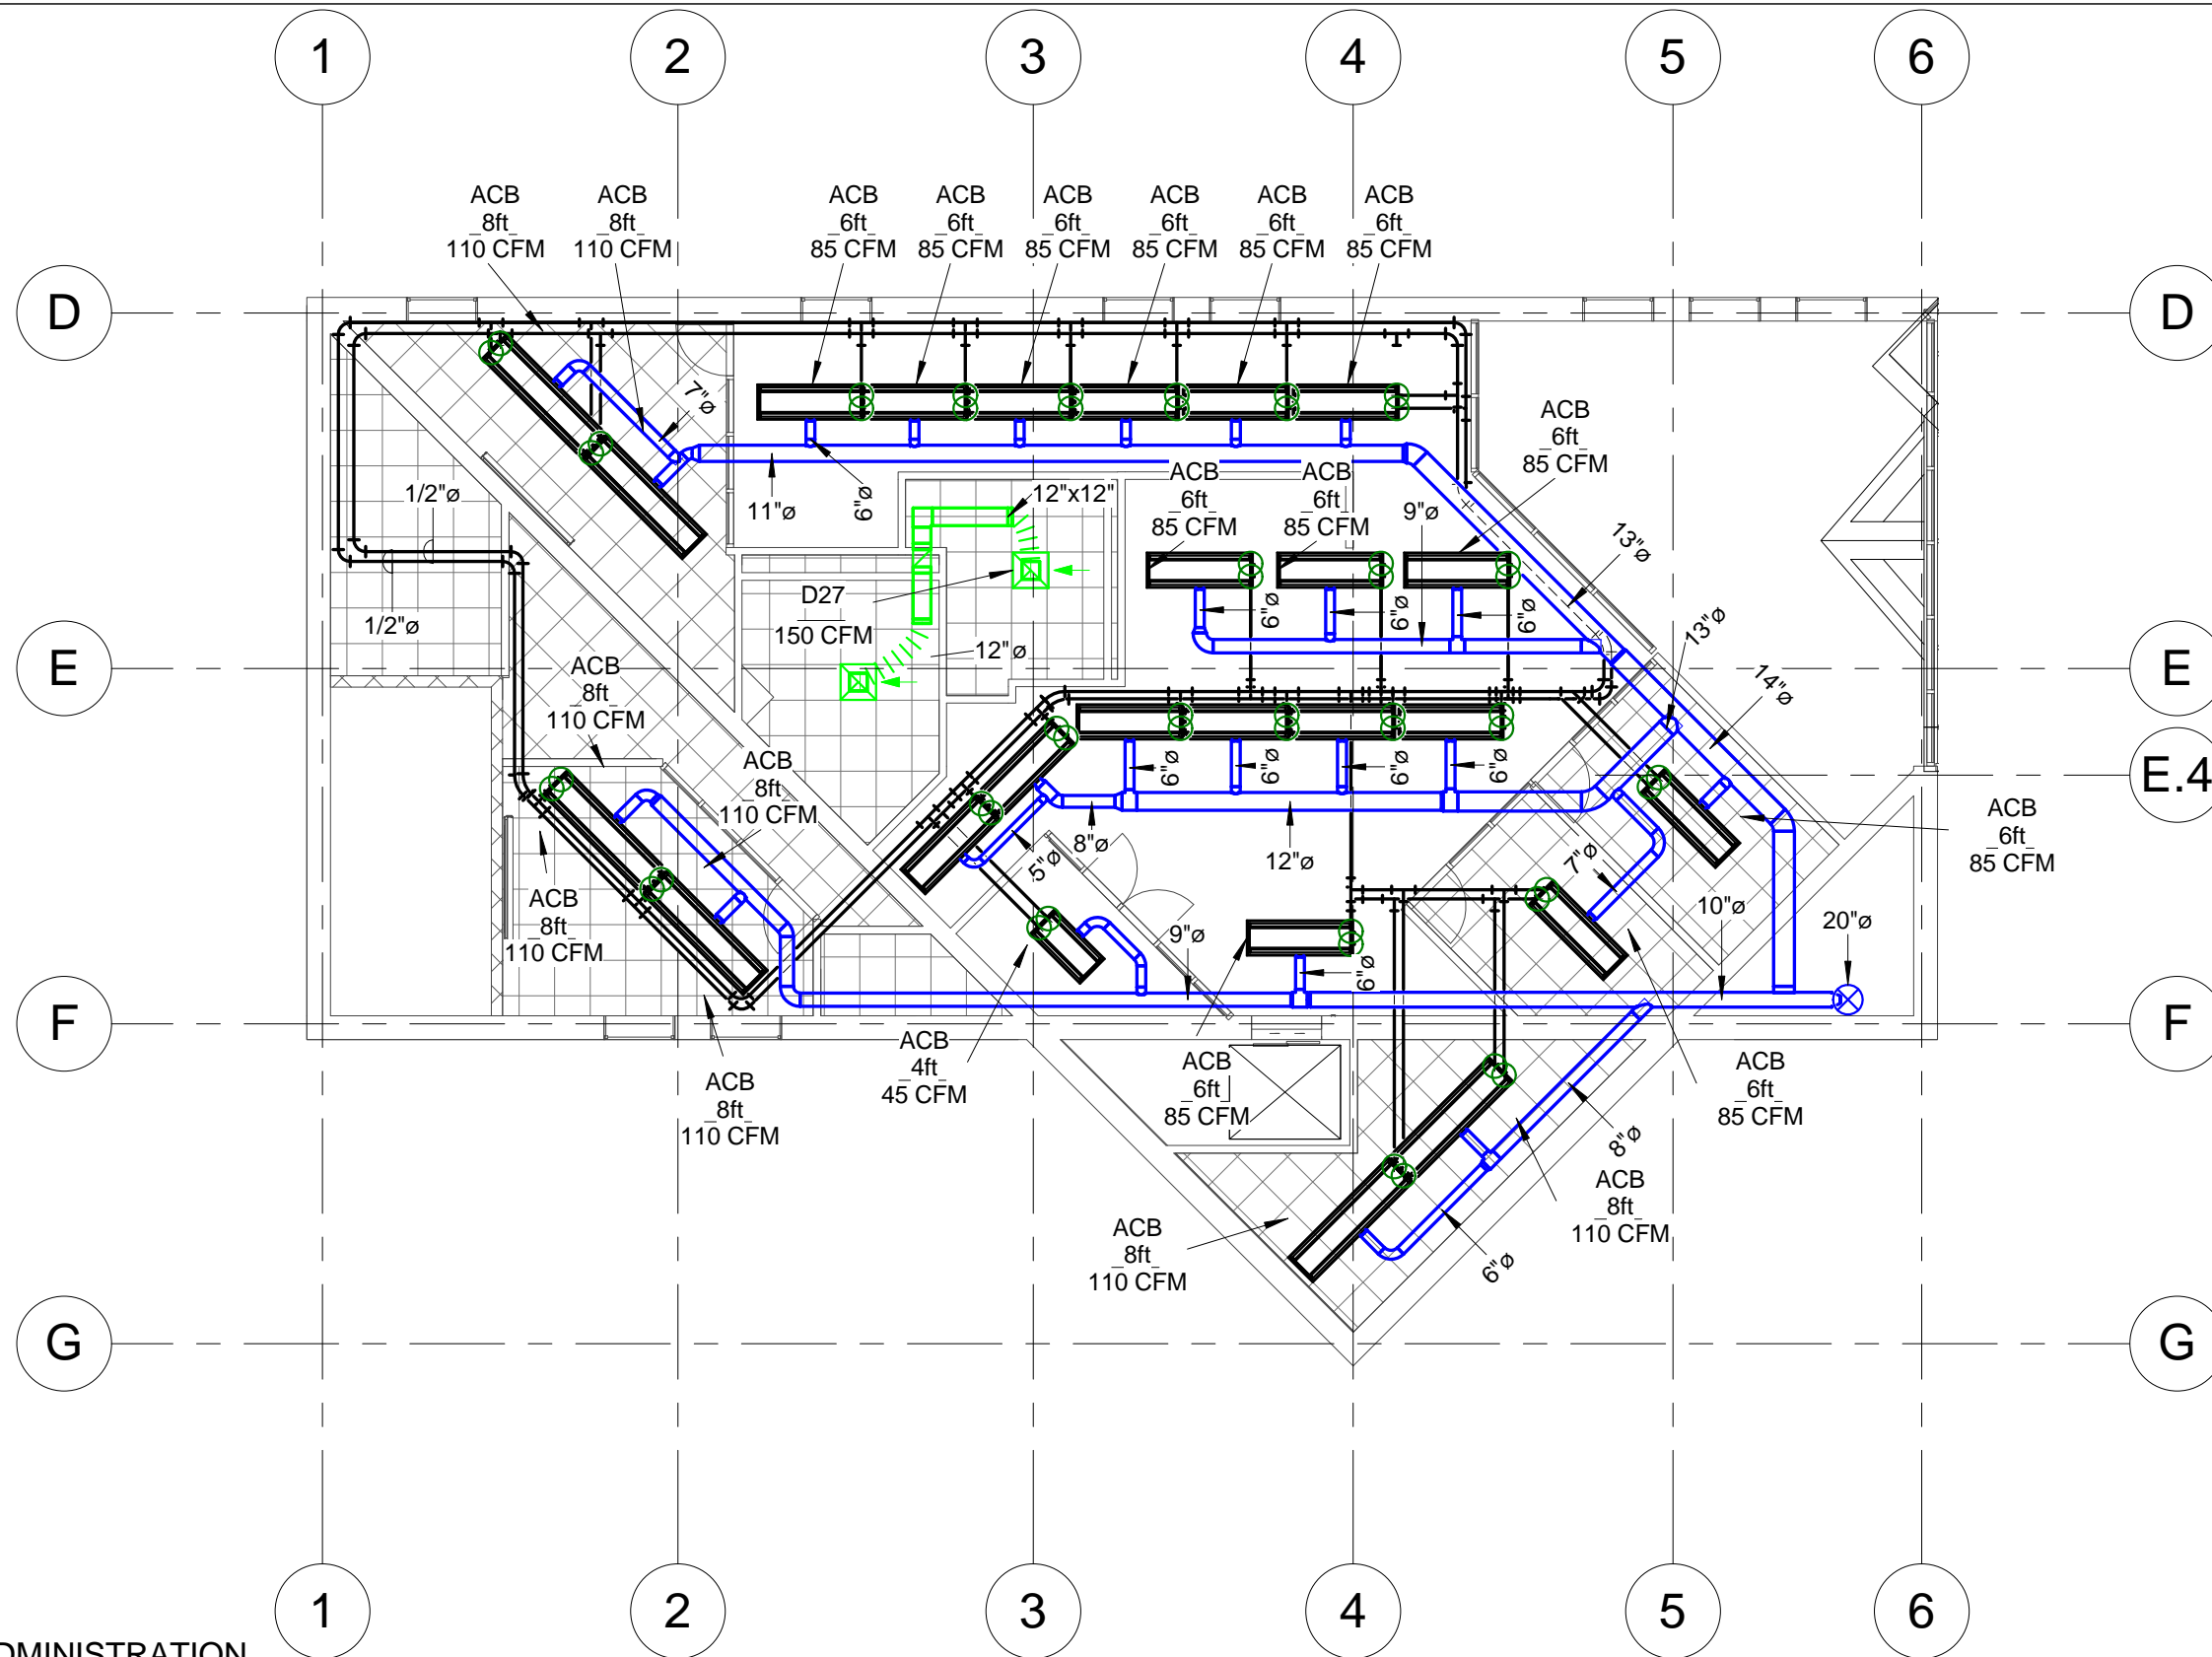 1
2
3
4
5
6
ACB
8ft
110 CFM
ACB
8ft
110 CFM
ACB
6ft
85 CFM
ACB
6ft
85 CFM
ACB
6ft
85 CFM
ACB
6ft
85 CFM
ACB
6ft
85 CFM
ACB
6ft
85 CFM
D
D
7"ø
ACB
6ft
85 CFM
ACB
6ft
85 CFM
ACB
6ft
85 CFM
1/2"ø
12"x12"
11"ø
6"ø
9"ø
13"ø
D27
150 CFM
6"ø
6"ø
6"ø
1/2"ø
12"ø
13"ø
E
E
ACB
8ft
110 CFM
14"ø
ACB
8ft
110 CFM
6"ø
6"ø
6"ø
6"ø
E.4
ACB
6ft
85 CFM
5"ø
8"ø
12"ø
7"ø
ACB
8ft
110 CFM
9"ø
10"ø
20"ø
6"ø
F
F
ACB
4ft
45 CFM
ACB
6ft
85 CFM
ACB
6ft
85 CFM
ACB
8ft
110 CFM
8"ø
ACB
8ft
110 CFM
ACB
8ft
110 CFM
6"ø
G
G
1
2
3
4
5
6
DMINISTRATION